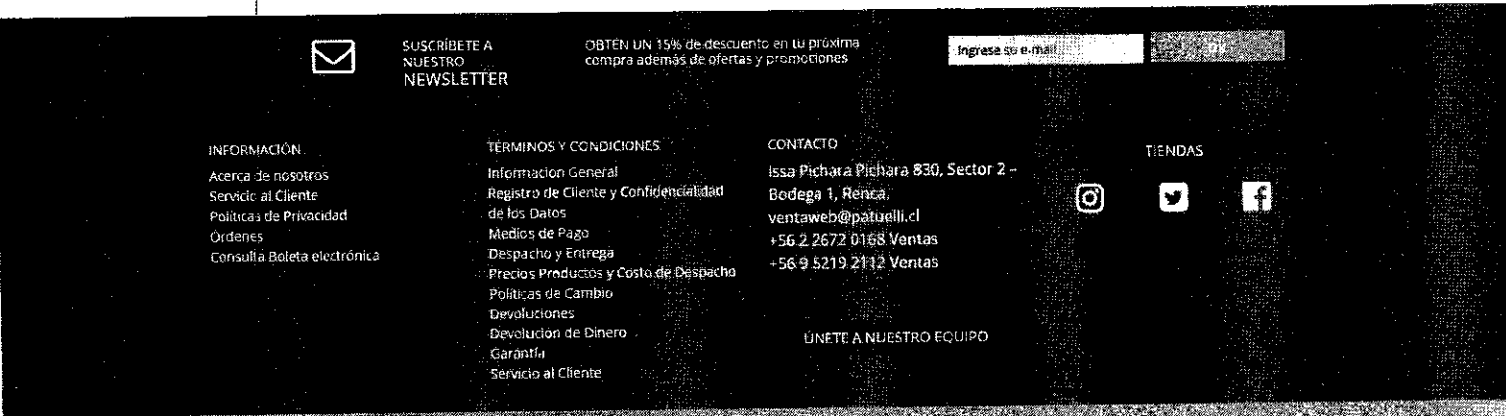 SUSCRÍBETE A
NUESTRO
NEWSLETTER
OBTÉN UN 15% de descuento en tu próxima
compra además de ofertas y promociones
Ingrese su e-mail
OK
INFORMACIÓN
Acerca de nosotros
Servicio al Cliente
Políticas de Privacidad
Órdenes
Consulta Boleta electrónica
TÉRMINOS Y CONDICIONES
Informacion General
Registro de Cliente y Confidencialidad
de los Datos
Medios de Pago
Despacho y Entrega
Precios Productos y Costo de Despacho
Políticas de Cambio
Devoluciones
Devolución de Dinero
Garantía
Servicio al Cliente
CONTACTO
Issa Pichara Pichara 830, Sector 2 –
Bodega 1, Renca.
ventaweb@patuelli.cl
+56 2 2672 0168 Ventas
+56 9 5219 2112 Ventas
ÚNETE A NUESTRO EQUIPO
TIENDAS